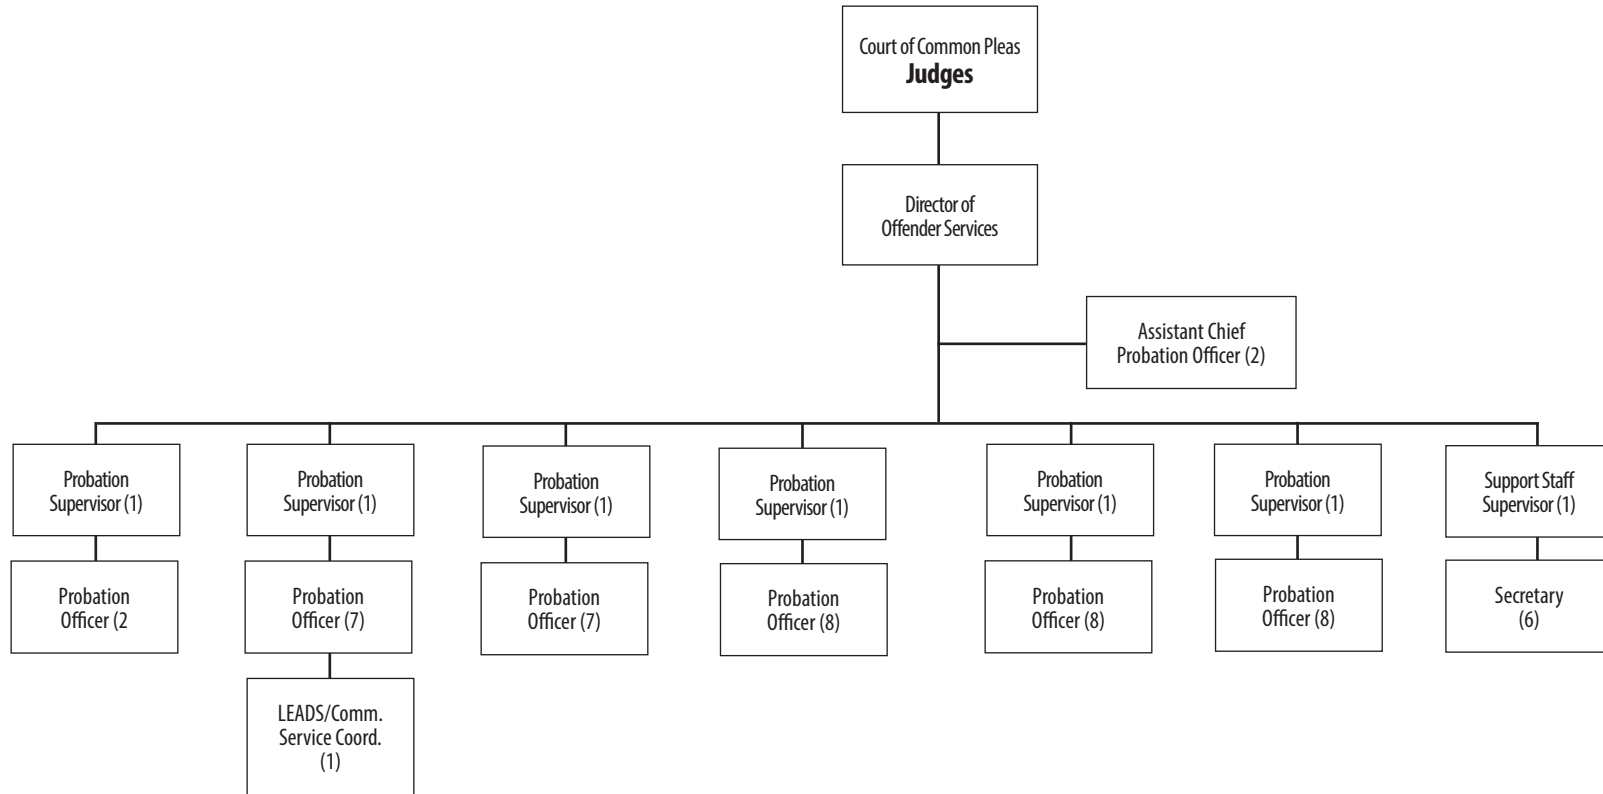 Court of Common Pleas
Judges
Director of
Offender Services
Assistant Chief
Probation Officer (2)
Probation
Supervisor (1)
Probation
Supervisor (1)
Probation
Supervisor (1)
Probation
Supervisor (1)
Probation
Supervisor (1)
Probation
Supervisor (1)
Support Staff
Supervisor (1)
Probation
Officer (2
Probation
Officer (7)
Probation
Officer (7)
Probation
Officer (8)
Probation
Officer (8)
Probation
Officer (8)
Secretary
(6)
LEADS/Comm.
Service Coord.
(1)